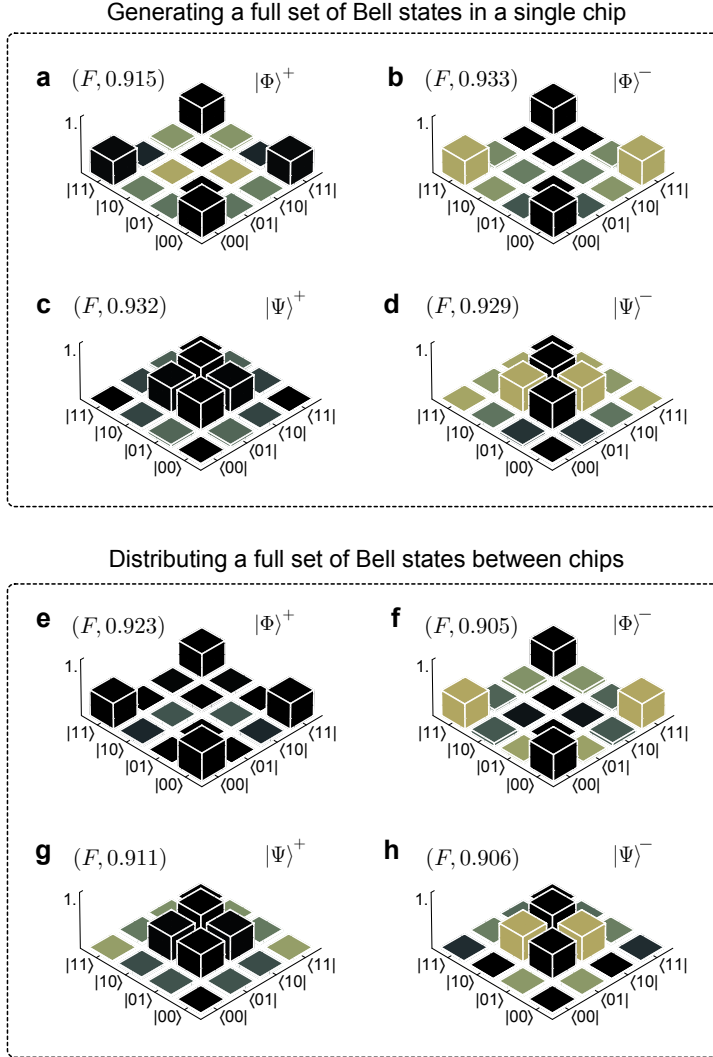 Generating a full set of Bell states in a single chip
a (F, 0.915) |Φ⟩⁺
1.
|11⟩ |10⟩ |01⟩ |00⟩ ⟨00| ⟨01| ⟨10| ⟨11|
b (F, 0.933) |Φ⟩⁻
1.
|11⟩ |10⟩ |01⟩ |00⟩ ⟨00| ⟨01| ⟨10| ⟨11|
c (F, 0.932) |Ψ⟩⁺
1.
|11⟩ |10⟩ |01⟩ |00⟩ ⟨00| ⟨01| ⟨10| ⟨11|
d (F, 0.929) |Ψ⟩⁻
1.
|11⟩ |10⟩ |01⟩ |00⟩ ⟨00| ⟨01| ⟨10| ⟨11|
Distributing a full set of Bell states between chips
e (F, 0.923) |Φ⟩⁺
1.
|11⟩ |10⟩ |01⟩ |00⟩ ⟨00| ⟨01| ⟨10| ⟨11|
f (F, 0.905) |Φ⟩⁻
1.
|11⟩ |10⟩ |01⟩ |00⟩ ⟨00| ⟨01| ⟨10| ⟨11|
g (F, 0.911) |Ψ⟩⁺
1.
|11⟩ |10⟩ |01⟩ |00⟩ ⟨00| ⟨01| ⟨10| ⟨11|
h (F, 0.906) |Ψ⟩⁻
1.
|11⟩ |10⟩ |01⟩ |00⟩ ⟨00| ⟨01| ⟨10| ⟨11|